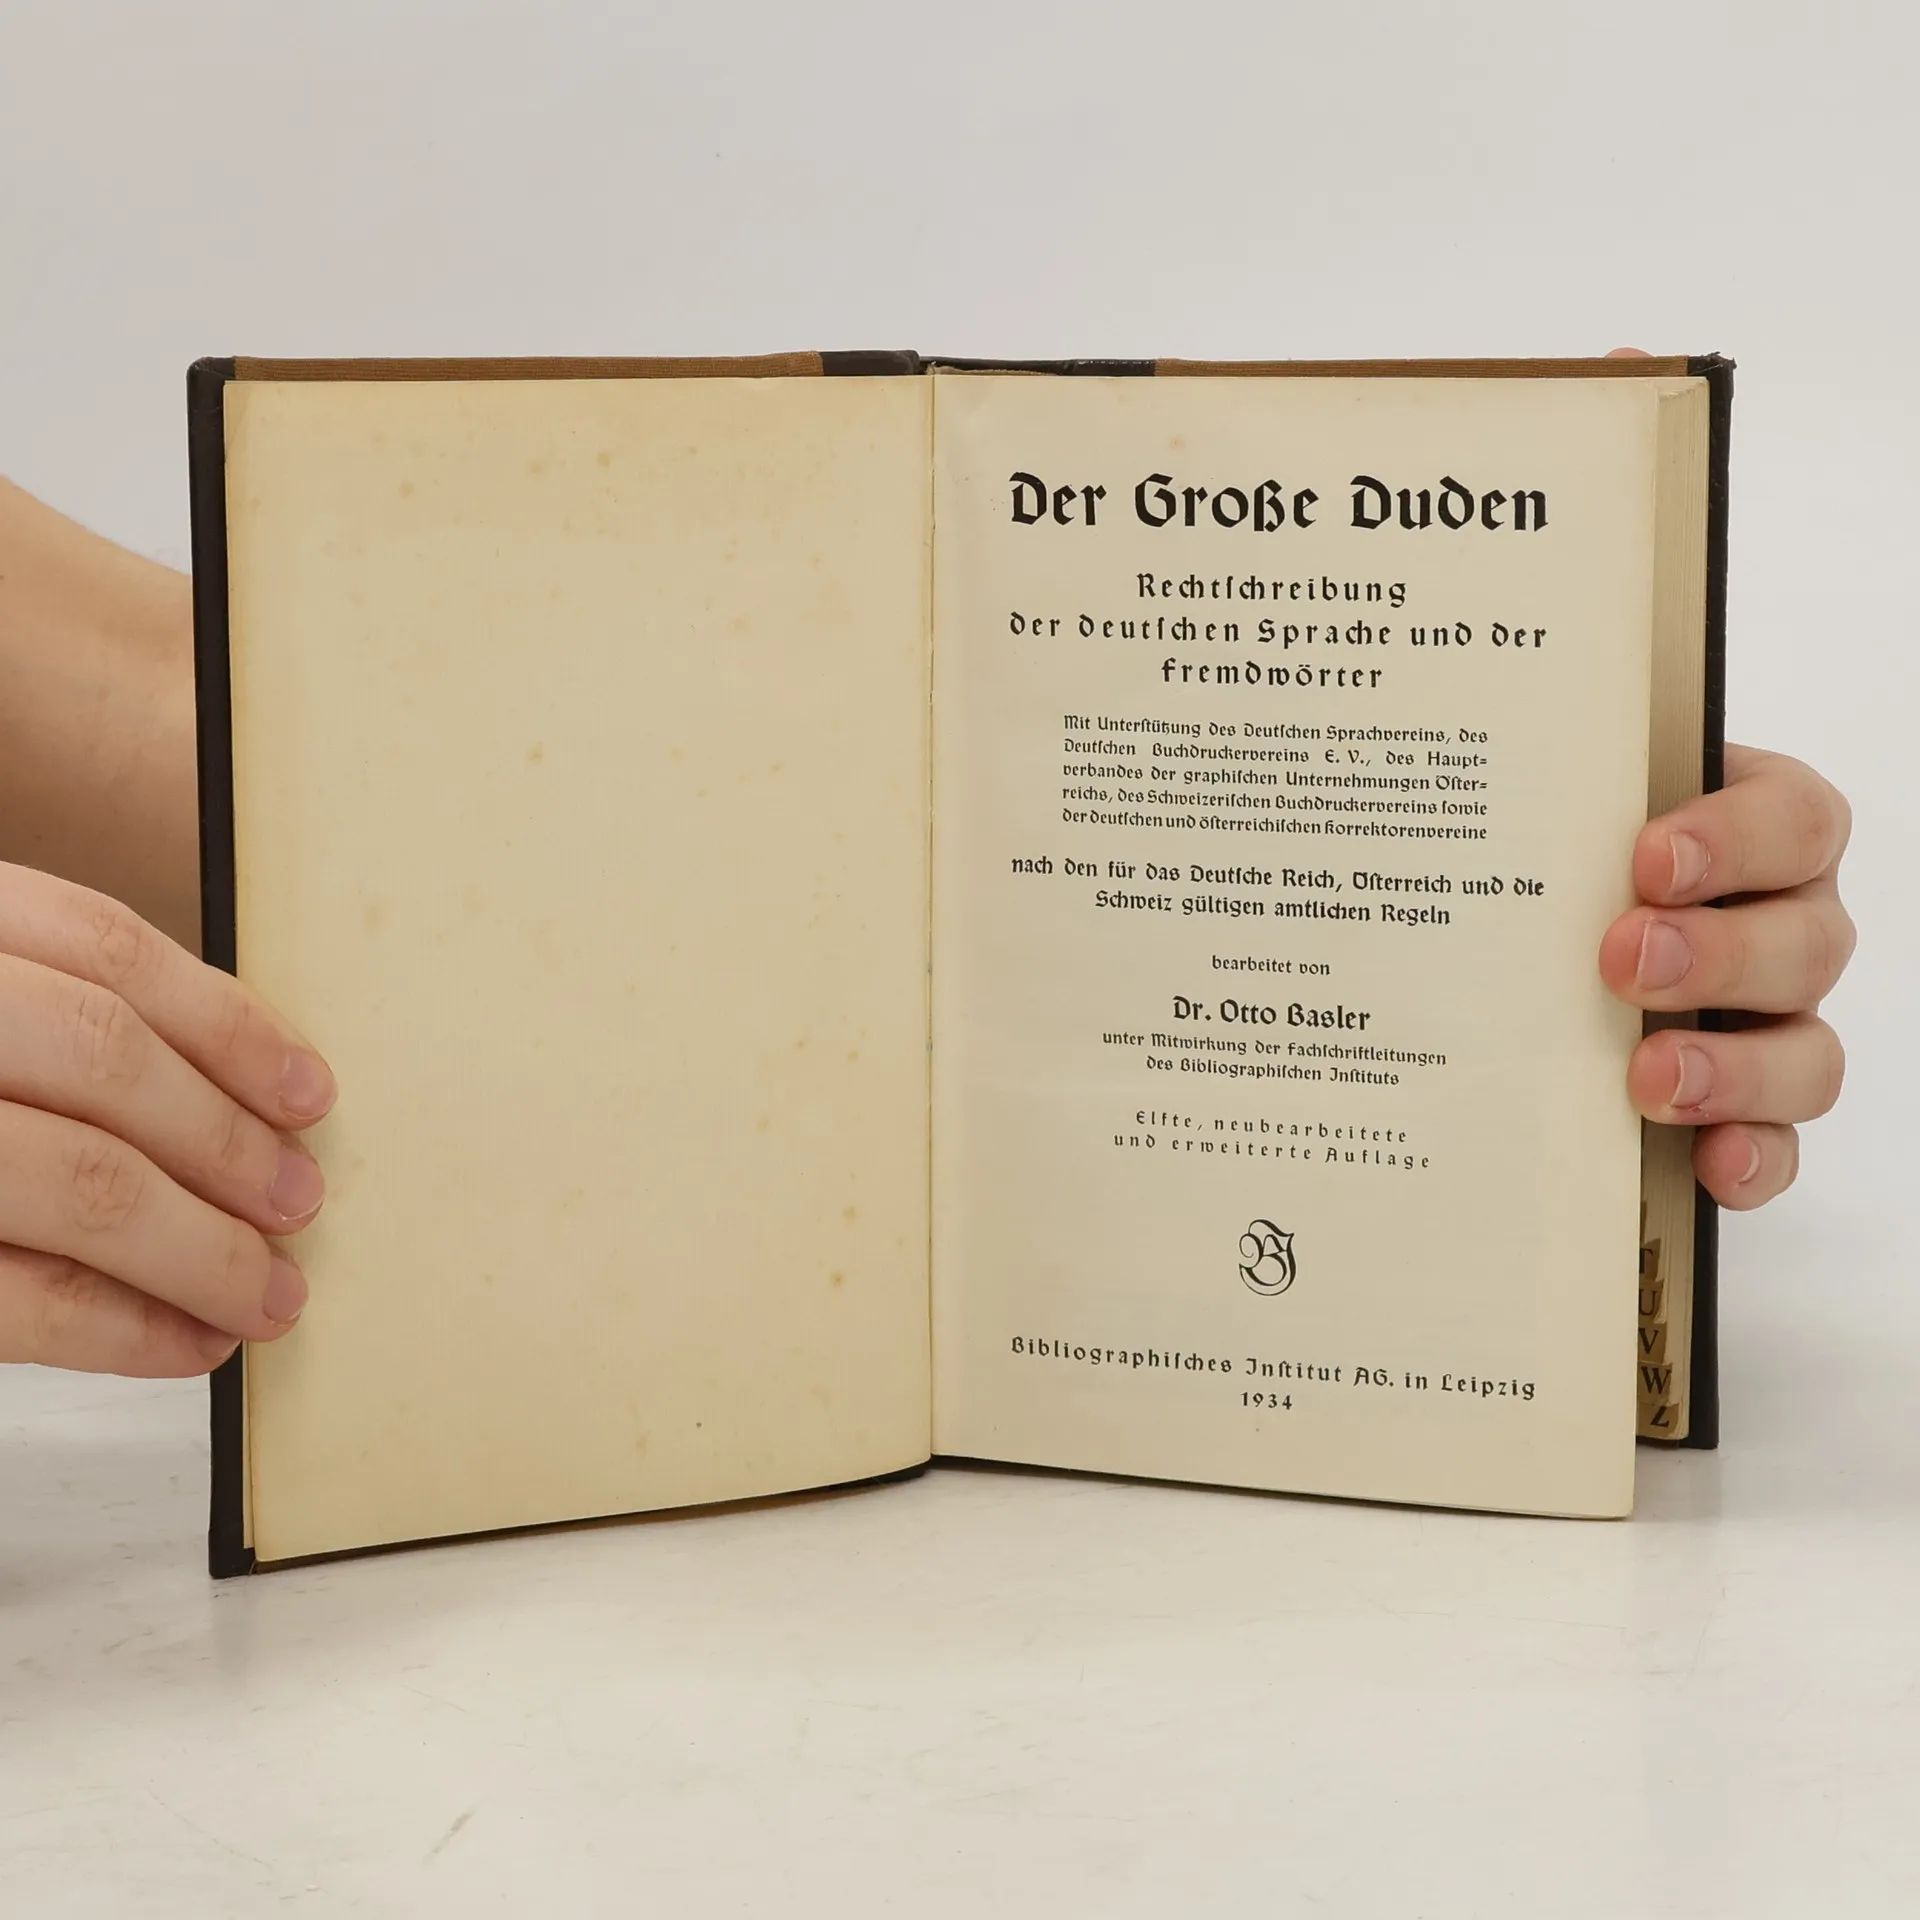 Der Große Duden
Rechtſchreibung
der deutſchen Sprache und der
Fremdwörter
Mit Unterſtützung des Deutſchen Sprachvereins, des
Deutſchen Buchdruckervereins E. V., des Haupt⸗
verbandes der graphiſchen Unternehmungen Öſter⸗
reichs, des Schweizeriſchen Buchdruckervereins ſowie
der deutſchen und öſterreichiſchen Korrektorenvereine
nach den für das Deutſche Reich, Öſterreich und die
Schweiz gültigen amtlichen Regeln
bearbeitet von
Dr. Otto Basler
unter Mitwirkung der Fachſchriftleitungen
des Bibliographiſchen Inſtituts
Elfte, neubearbeitete
und erweiterte Auflage
BI
Bibliographiſches Inſtitut AG. in Leipzig
1934
T
U
V
W
Z